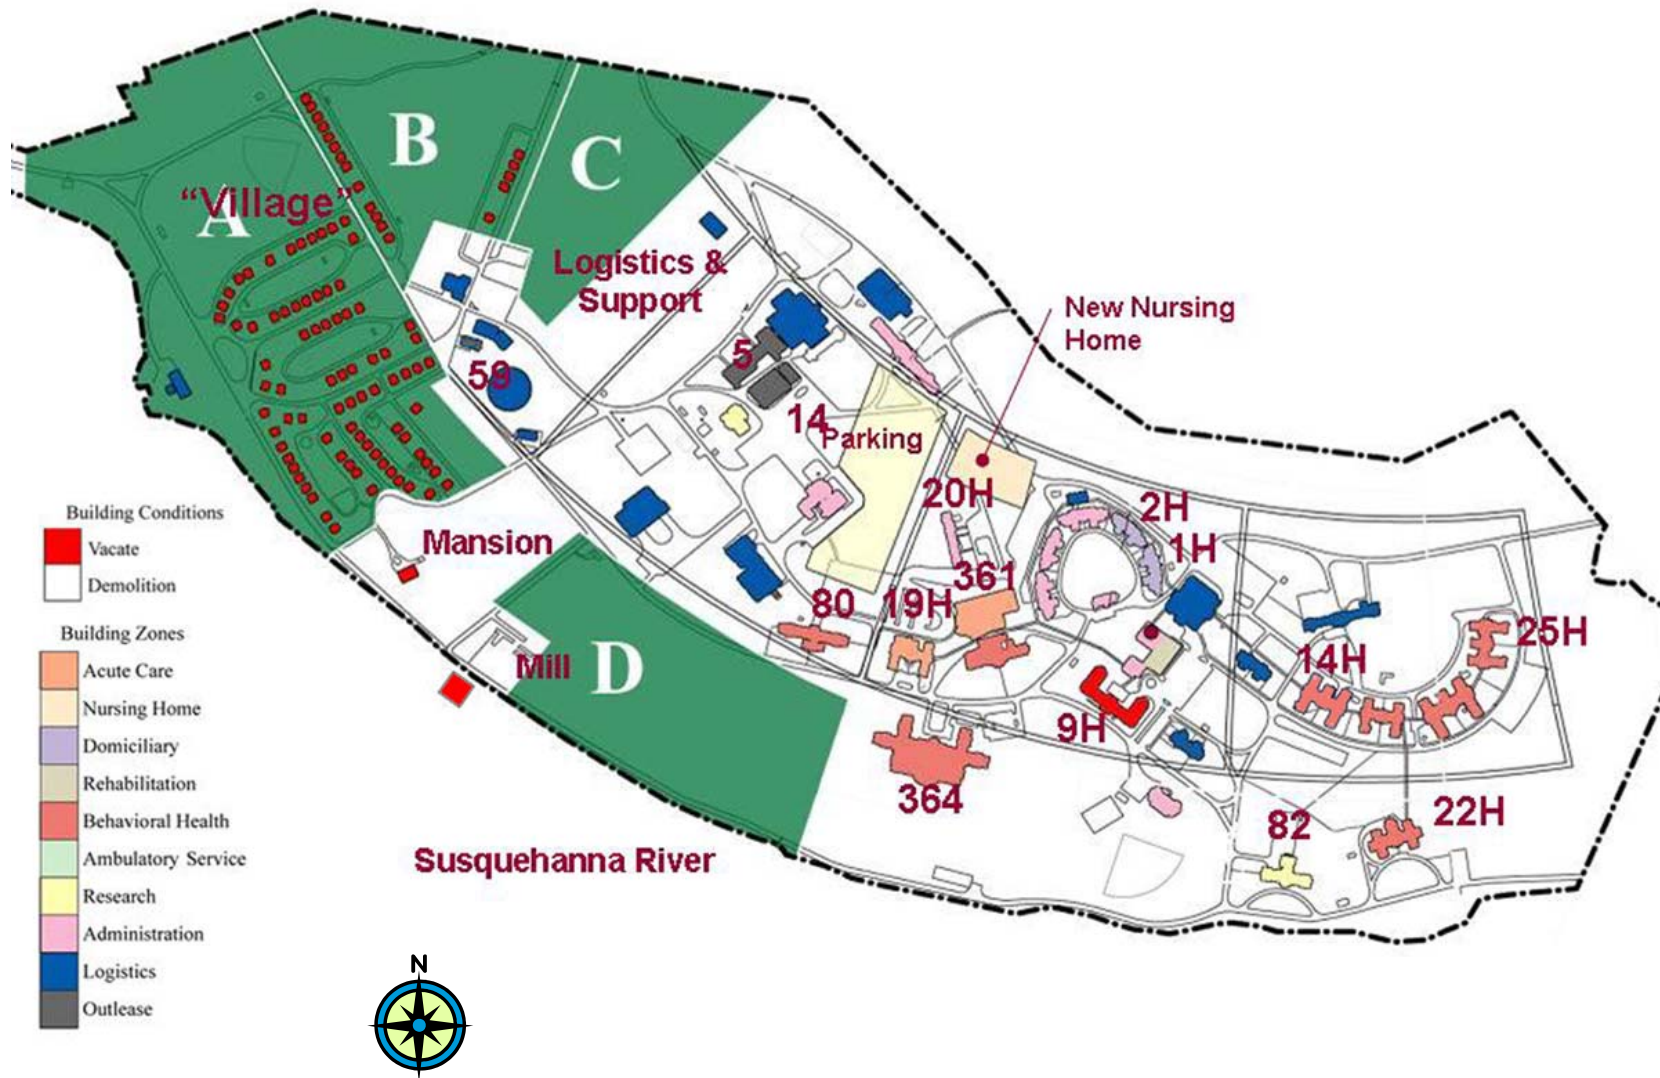 B
C
"Village"
A
Logistics &
Support
New Nursing
Home
5
59
14
Parking
20H
2H
1H
Mansion
361
80
19H
25H
14H
Mill
D
9H
364
22H
82
Susquehanna River
Building Conditions
Vacate
Demolition
Building Zones
Acute Care
Nursing Home
Domiciliary
Rehabilitation
Behavioral Health
Ambulatory Service
Research
Administration
Logistics
Outlease
N